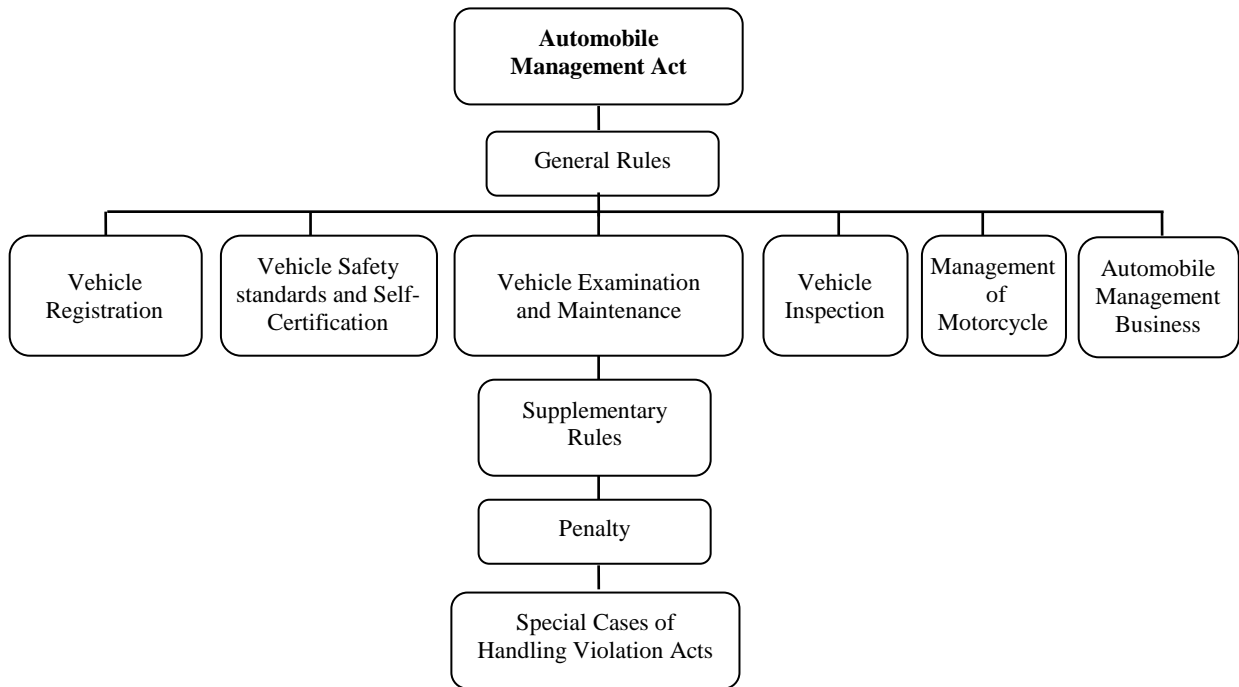 Automobile
Management Act
General Rules
Vehicle
Registration
Vehicle Safety
standards and Self-
Certification
Vehicle Examination
and Maintenance
Vehicle
Inspection
Management
of
Motorcycle
Automobile
Management
Business
Supplementary
Rules
Penalty
Special Cases of
Handling Violation Acts